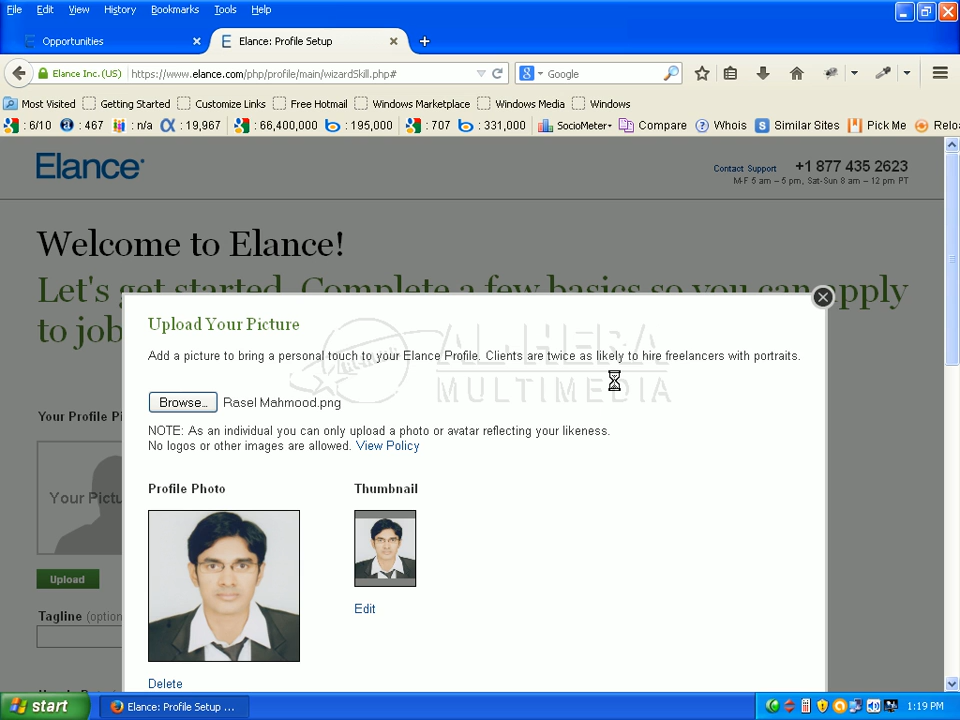 File Edit View History Bookmarks Tools Help
Opportunities Elance: Profile Setup
Elance Inc. (US) https://www.elance.com/php/profile/main/wizardSkill.php# Google
Most Visited Getting Started Customize Links Free Hotmail Windows Marketplace Windows Media Windows
: 6/10 : 467 : n/a : 19,967 : 66,400,000 : 195,000 : 707 : 331,000 SocioMeter Compare Whois Similar Sites Pick Me Relo
Elance
Contact Support +1 877 435 2623
M-F 5 am – 5 pm, Sat-Sun 8 am – 12 pm PT
Welcome to Elance!
Let's get started. Complete a few basics so you can apply
to job
Upload Your Picture
AL HERA
MULTIMEDIA
Add a picture to bring a personal touch to your Elance Profile. Clients are twice as likely to hire freelancers with portraits.
Browse... Rasel Mahmood.png
Your Profile Pi
NOTE: As an individual you can only upload a photo or avatar reflecting your likeness.
No logos or other images are allowed. View Policy
Profile Photo Thumbnail
Your Pictu
Upload
Edit
Tagline (option
Delete
start Elance: Profile Setup ... 1:19 PM